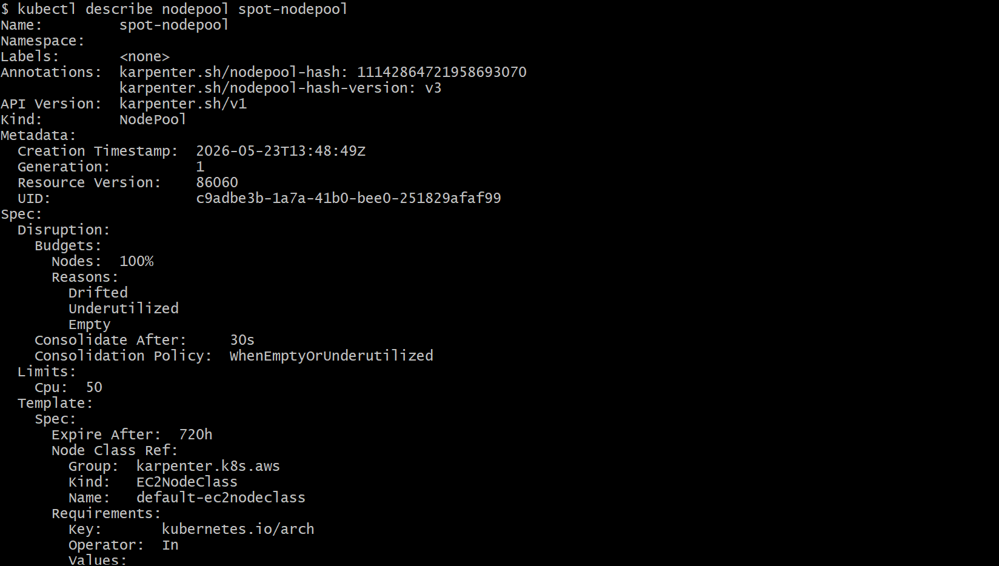 $ kubectl describe nodepool spot-nodepool
Name:         spot-nodepool
Namespace:
Labels:       <none>
Annotations:  karpenter.sh/nodepool-hash: 11142864721958693070
              karpenter.sh/nodepool-hash-version: v3
API Version:  karpenter.sh/v1
Kind:         NodePool
Metadata:
  Creation Timestamp:  2026-05-23T13:48:49Z
  Generation:          1
  Resource Version:    86060
  UID:                 c9adbe3b-1a7a-41b0-bee0-251829afaf99
Spec:
  Disruption:
    Budgets:
      Nodes:  100%
      Reasons:
        Drifted
        Underutilized
        Empty
    Consolidate After:     30s
    Consolidation Policy:  WhenEmptyOrUnderutilized
  Limits:
    Cpu:  50
  Template:
    Spec:
      Expire After:  720h
      Node Class Ref:
        Group:  karpenter.k8s.aws
        Kind:   EC2NodeClass
        Name:   default-ec2nodeclass
      Requirements:
        Key:       kubernetes.io/arch
        Operator:  In
        Values: